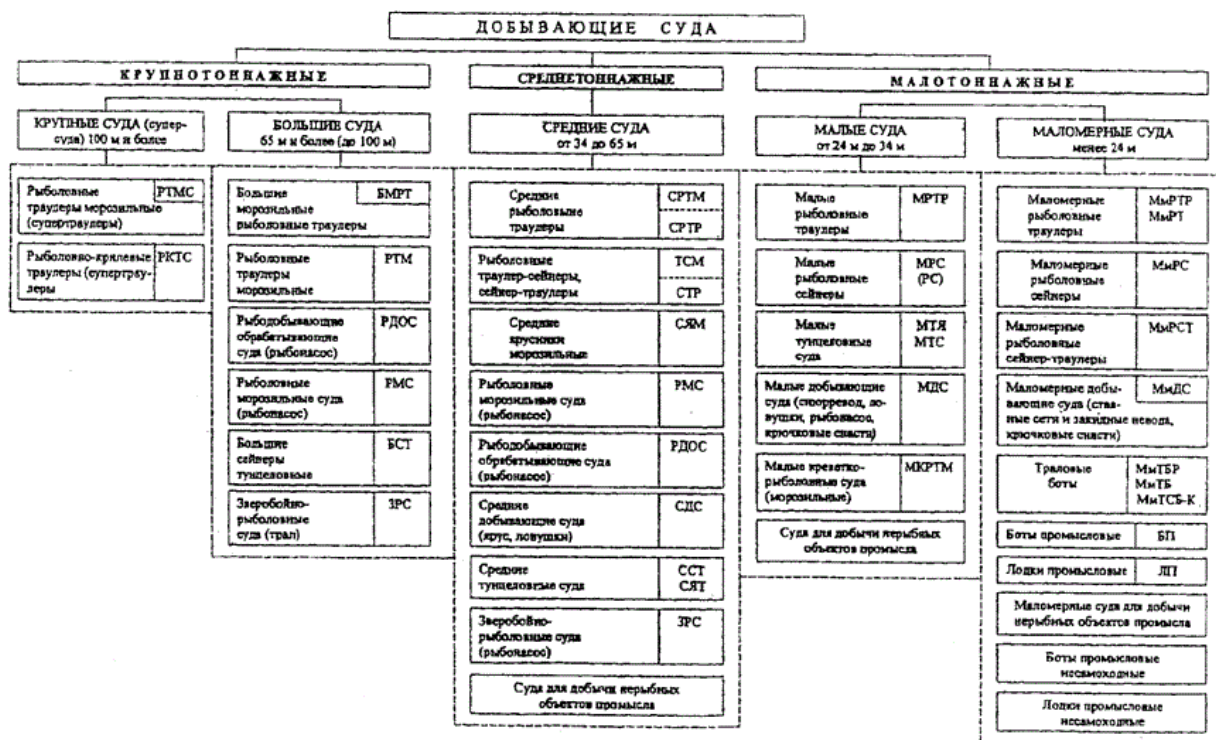 ДОБЫВАЮЩИЕ СУДА
КРУПНОТОННАЖНЫЕ
СРЕДНЕТОННАЖНЫЕ
МАЛОТОННАЖНЫЕ
КРУПНЫЕ СУДА (супер-
суда) 100 м и более
БОЛЬШИЕ СУДА
65 м и более (до 100 м)
СРЕДНИЕ СУДА
от 34 до 65 м
МАЛЫЕ СУДА
от 24 м до 34 м
МАЛОМЕРНЫЕ СУДА
менее 24 м
Рыболовные РТМС
траулеры морозильные
(супертраулеры)
Рыболовно-крилевые РКТС
траулеры (супертрау-
леры
Большие БМРТ
морозильные
рыболовные траулеры
Рыболовные РТМ
траулеры
морозильные
Рыбодобывающие РДОС
обрабатывающие
суда (рыбонасос)
Рыболовные РМС
морозильные суда
(рыбонасос)
Большие БСТ
сейнеры
тунцеловные
Зверобойно- ЗРС
рыболовные
суда (трал)
Средние СРТМ
рыболовные
траулеры СРТР
Рыболовные ТСМ
траулер-сейнеры,
сейнер-траулеры СТР
Средние СЯМ
ярусники
морозильные
Рыболовные РМС
морозильные суда
(рыбонасос)
Рыбодобывающие РДОС
обрабатывающие суда
(рыбонасос)
Средние СДС
добывающие суда
(ярус, ловушки)
Средние ССТ
тунцеловные суда СЯТ
Зверобойно- ЗРС
рыболовные суда
(рыбонасос)
Суда для добычи нерыбных
объектов промысла
Малые МРТР
рыболовные
траулеры
Малые МРС
рыболовные (РС)
сейнеры
Малые МТЯ
тунцеловные МТС
суда
Малые добывающие МДС
суда (снюрревод, ло-
вушки, рыбонасос,
крючковые снасти)
Малые креветко- МКРТМ
рыболовные суда
(морозильные)
Суда для добычи нерыбных
объектов промысла
Маломерные МмРТР
рыболовные МмРТ
траулеры
Маломерные МмРС
рыболовные
сейнеры
Маломерные МмРСТ
рыболовные
сейнер-траулеры
Маломерные добы- МмДС
вающие суда (став-
ные сети и закидные невода,
крючковые снасти)
Траловые МмТБР
боты МмТБ
МмТСБ-К
Боты промысловые БП
Лодки промысловые ЛП
Маломерные суда для добычи
нерыбных объектов промысла
Боты промысловые
несамоходные
Лодки промысловые
несамоходные